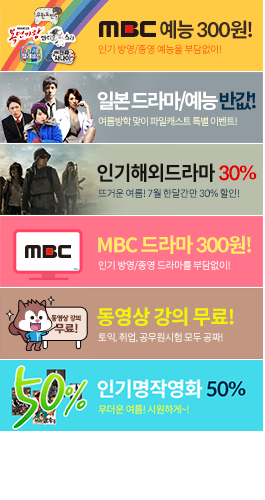 MBC 예능 300원!
인기 방영/종영 예능을 부담없이!
일본 드라마/예능 반값!
여름방학 맞이 파일캐스트 특별 이벤트!
인기해외드라마 30%
뜨거운 여름! 7월 한달간만 30% 할인!
MBC
MBC 드라마 300원!
인기 방영/종영 드라마를 부담없이!
동영상 강의
무료!
동영상 강의 무료!
토익, 취업, 공무원시험 모두 공짜!
50%
인기명작영화 50%
무더운 여름! 시원하게~!